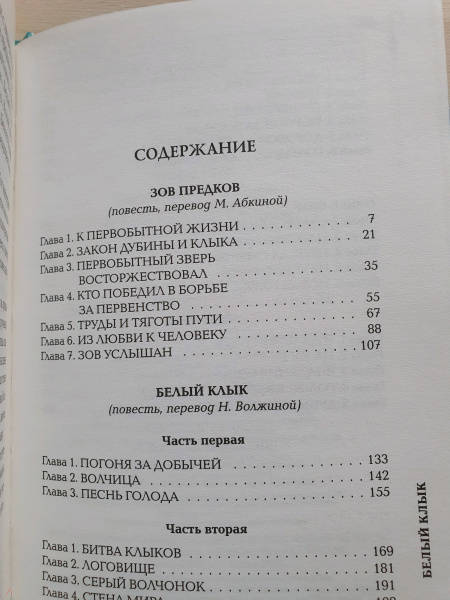 СОДЕРЖАНИЕ
ЗОВ ПРЕДКОВ
(повесть, перевод М. Абкиной)
Глава 1. К ПЕРВОБЫТНОЙ ЖИЗНИ . . . . . . . . . . . . . 7
Глава 2. ЗАКОН ДУБИНЫ И КЛЫКА . . . . . . . . . . . . 21
Глава 3. ПЕРВОБЫТНЫЙ ЗВЕРЬ
ВОСТОРЖЕСТВОВАЛ . . . . . . . . . . . . . . . . 35
Глава 4. КТО ПОБЕДИЛ В БОРЬБЕ
ЗА ПЕРВЕНСТВО . . . . . . . . . . . . . . . . . . 55
Глава 5. ТРУДЫ И ТЯГОТЫ ПУТИ . . . . . . . . . . . . . . 67
Глава 6. ИЗ ЛЮБВИ К ЧЕЛОВЕКУ . . . . . . . . . . . . . . 88
Глава 7. ЗОВ УСЛЫШАН . . . . . . . . . . . . . . . . . . . 107
БЕЛЫЙ КЛЫК
(повесть, перевод Н. Волжиной)
Часть первая
Глава 1. ПОГОНЯ ЗА ДОБЫЧЕЙ . . . . . . . . . . . . . . 133
Глава 2. ВОЛЧИЦА . . . . . . . . . . . . . . . . . . . . . . . 142
Глава 3. ПЕСНЬ ГОЛОДА . . . . . . . . . . . . . . . . . . . 155
Часть вторая
Глава 1. БИТВА КЛЫКОВ . . . . . . . . . . . . . . . . . . . 169
Глава 2. ЛОГОВИЩЕ . . . . . . . . . . . . . . . . . . . . . . 181
Глава 3. СЕРЫЙ ВОЛЧОНОК . . . . . . . . . . . . . . . . 191
Глава 4. СТЕНА МИРА
БЕЛЫЙ КЛЫК